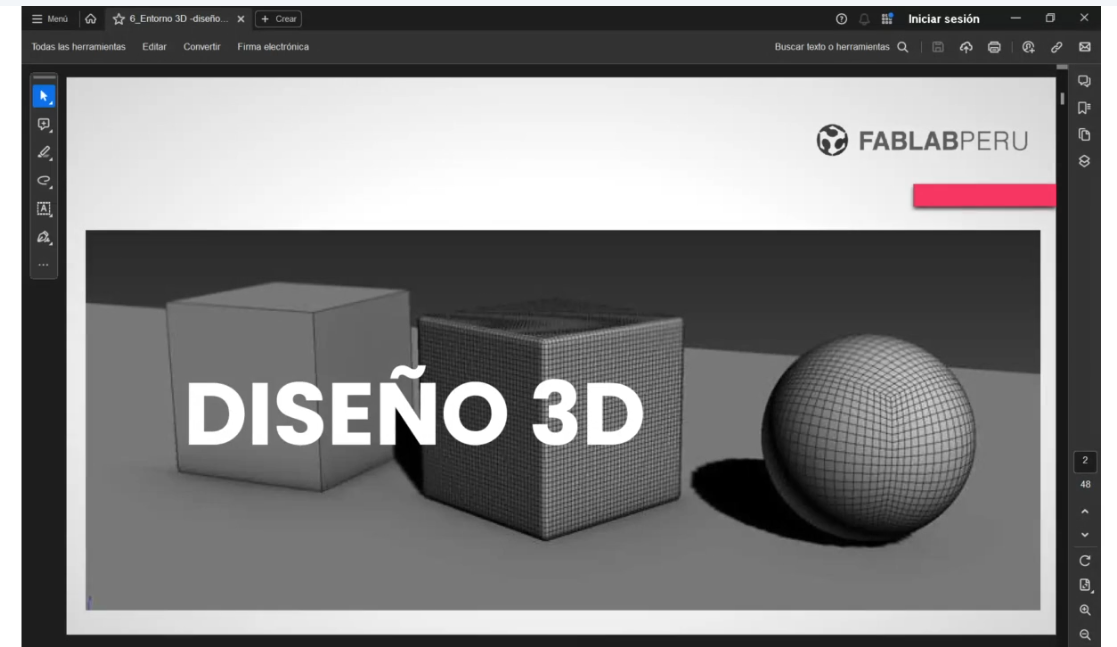 Menú
6_Entorno 3D -diseño...
+ Crear
Iniciar sesión
Todas las herramientas
Editar
Convertir
Firma electrónica
Buscar texto o herramientas
FABLABPERU
DISEÑO 3D
2
48